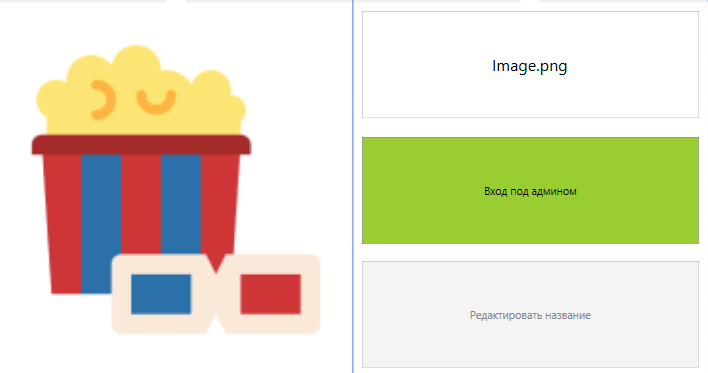 Image.png
Вход под админом
Редактировать название